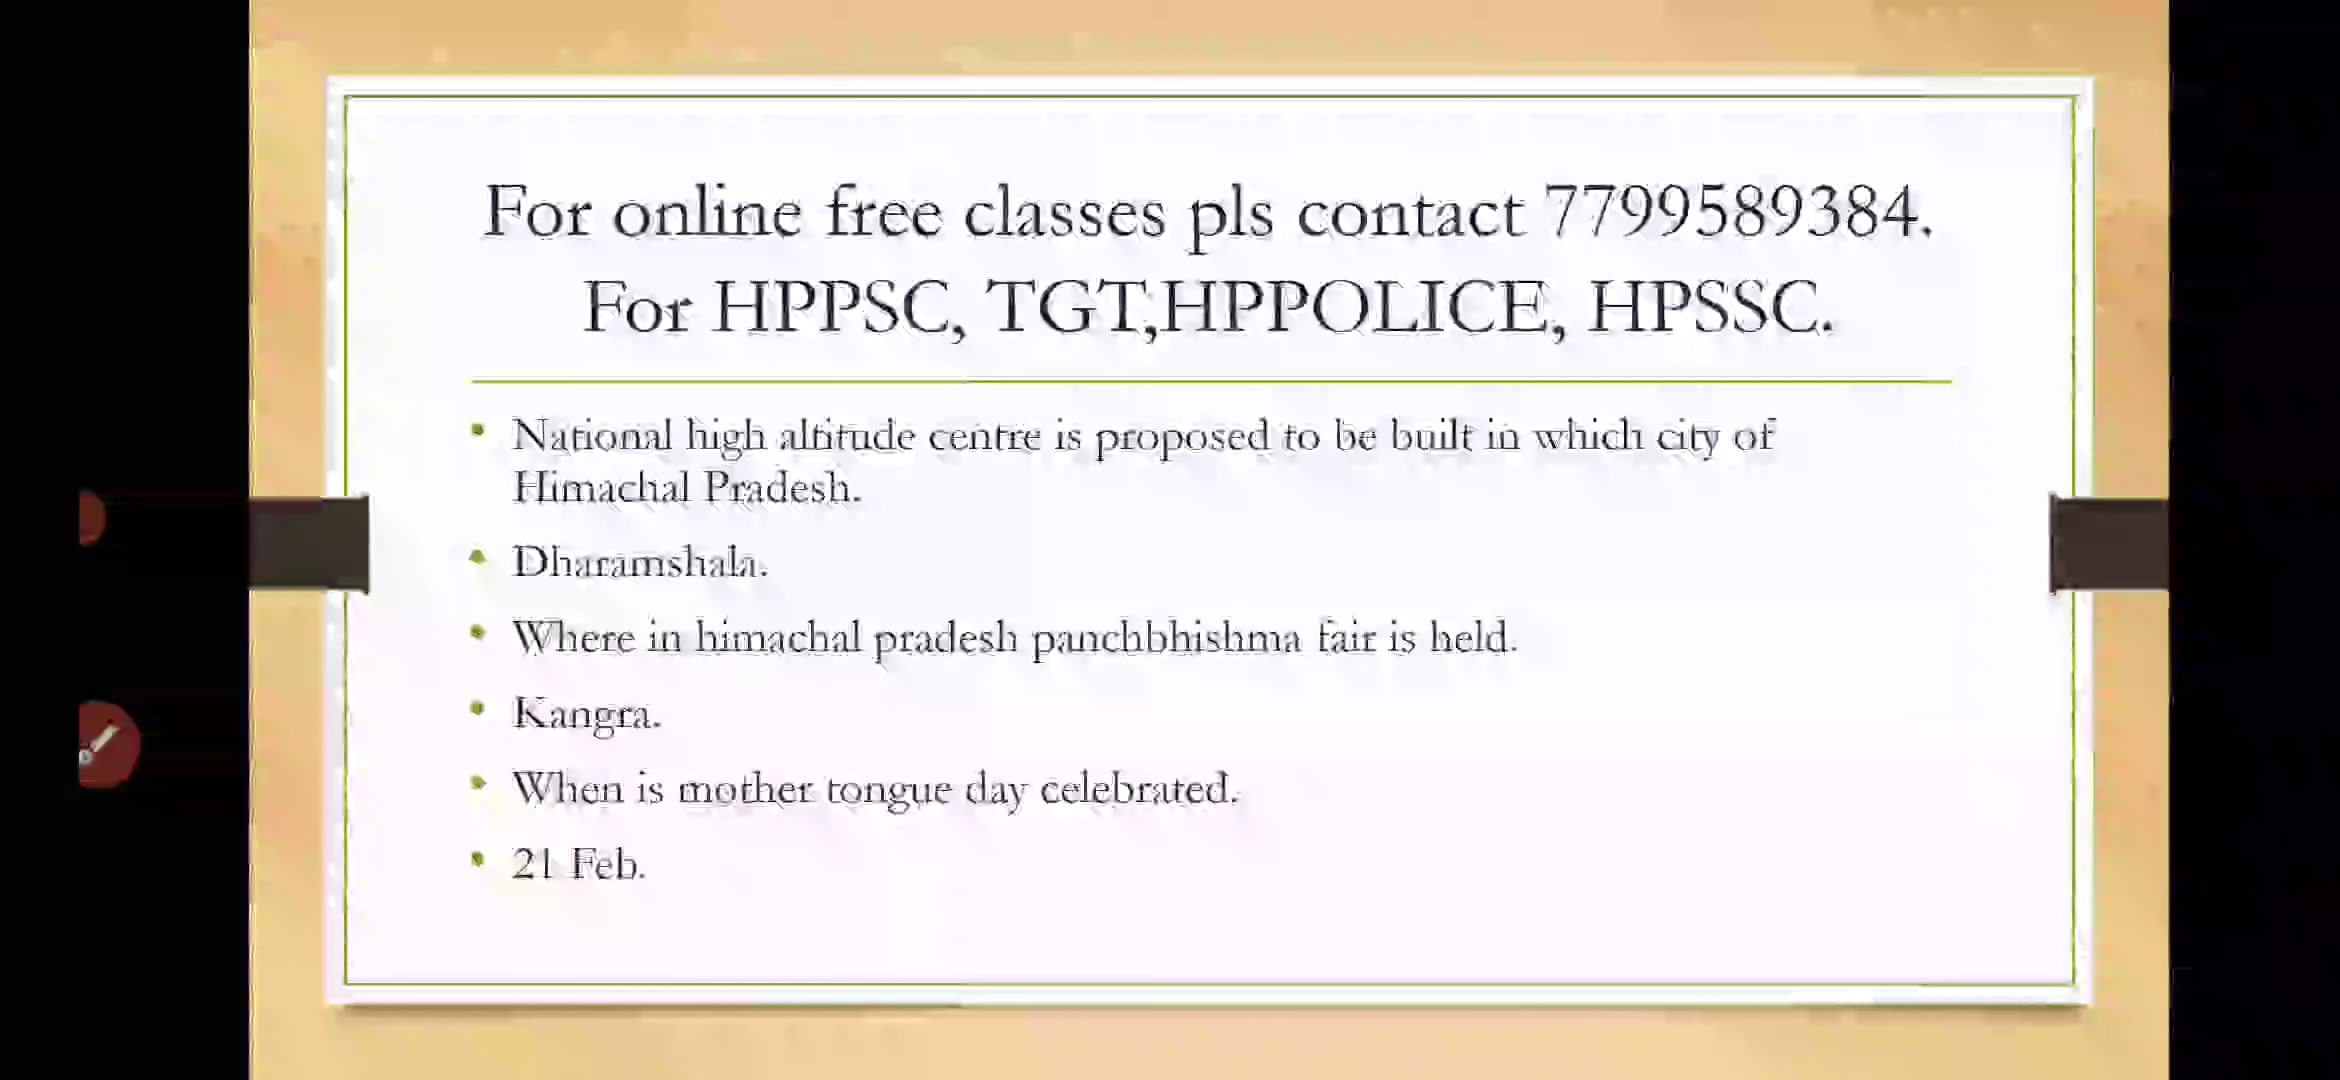 For online free classes pls contact 7799589384.
For HPPSC, TGT,HPPOLICE, HPSSC.
• National high altitude centre is proposed to be built in which city of
Himachal Pradesh.
• Dharamshala.
• Where in himachal pradesh panchbhishma fair is held.
• Kangra.
• When is mother tongue day celebrated.
• 21 Feb.